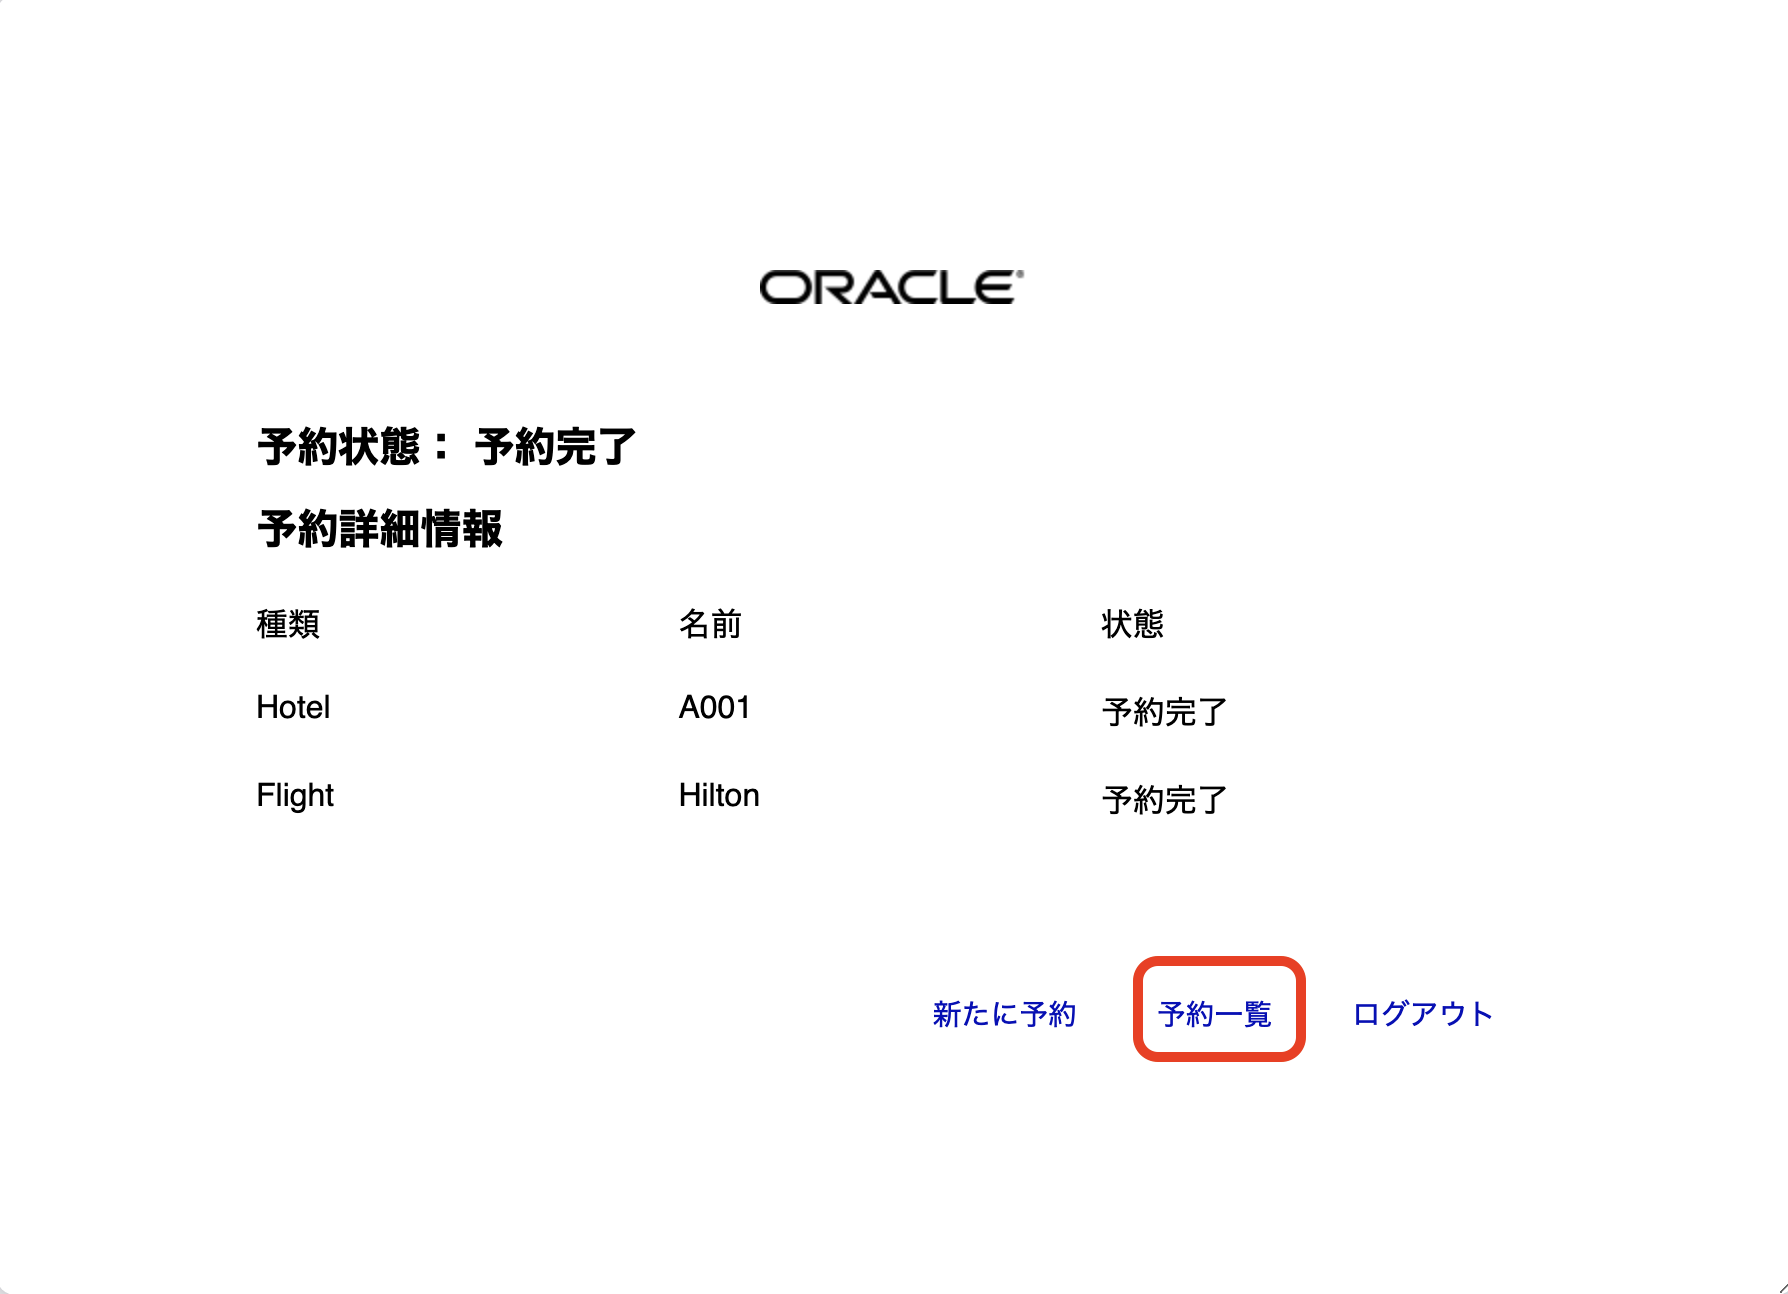 ORACLE®
予約状態： 予約完了
予約詳細情報
種類 名前 状態
Hotel A001 予約完了
Flight Hilton 予約完了
新たに予約 予約一覧 ログアウト